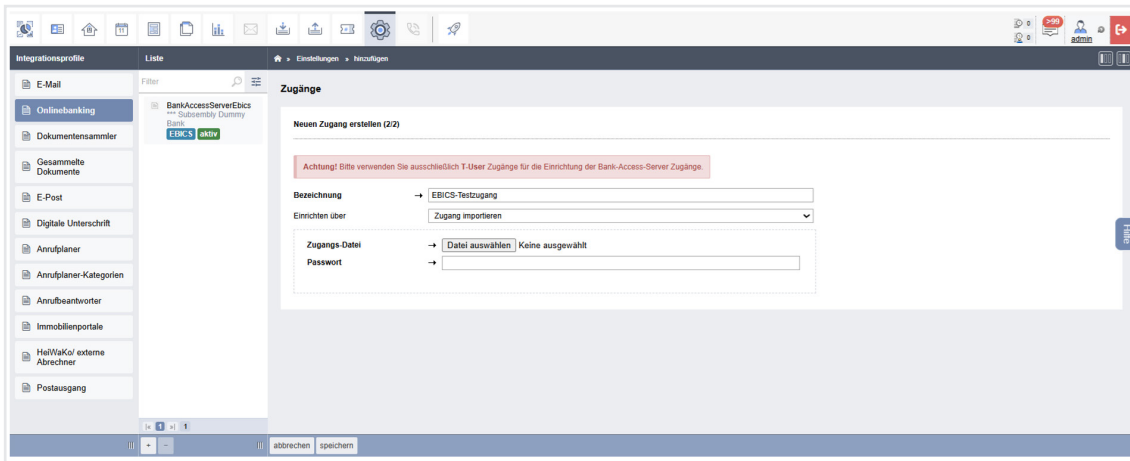 11
0
0
>99
admin
Integrationsprofile
Liste
» Einstellungen » hinzufügen
E-Mail
Onlinebanking
Dokumentensammler
Gesammelte
Dokumente
E-Post
Digitale Unterschrift
Anrufplaner
Anrufplaner-Kategorien
Anrufbeantworter
Immobilienportale
HeiWaKo/ externe
Abrechner
Postausgang
Filter
BankAccessServerEbics
*** Subsembly Dummy
Bank
EBICS aktiv
1 1
+ −
Zugänge
Neuen Zugang erstellen (2/2)
Achtung! Bitte verwenden Sie ausschließlich T-User Zugänge für die Einrichtung der Bank-Access-Server Zugänge.
Bezeichnung → EBICS-Testzugang
Einrichten über Zugang importieren
Zugangs-Datei → Datei auswählen Keine ausgewählt
Passwort →
Hilfe
abbrechen speichern